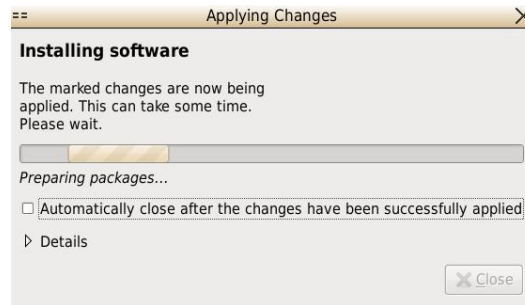 Applying Changes
Installing software
The marked changes are now being
applied. This can take some time.
Please wait.
Preparing packages...
Automatically close after the changes have been successfully applied
Details
Close